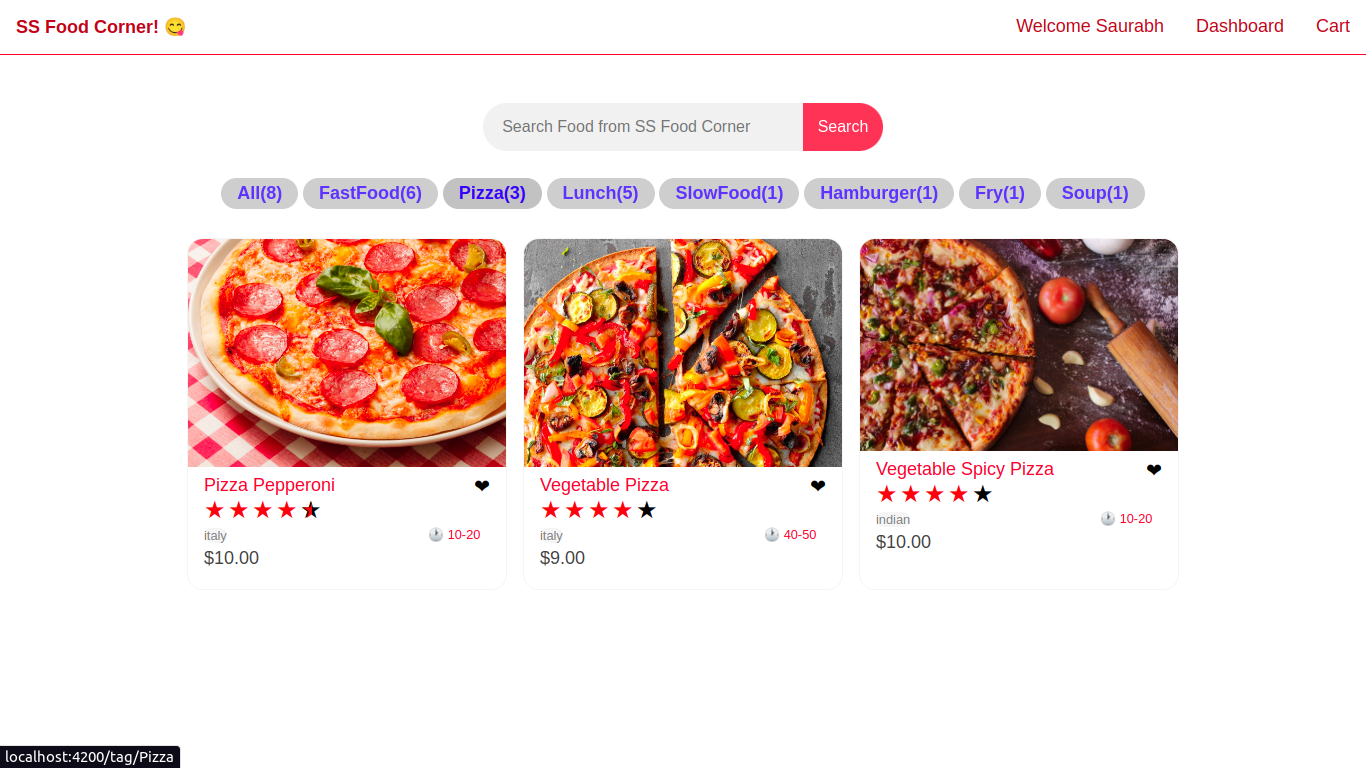 SS Food Corner! 😋 Welcome Saurabh Dashboard Cart
Search Food from SS Food Corner Search
All(8) FastFood(6) Pizza(3) Lunch(5) SlowFood(1) Hamburger(1) Fry(1) Soup(1)
Pizza Pepperoni
italy 10-20
$10.00
Vegetable Pizza
italy 40-50
$9.00
Vegetable Spicy Pizza
indian 10-20
$10.00
localhost:4200/tag/Pizza